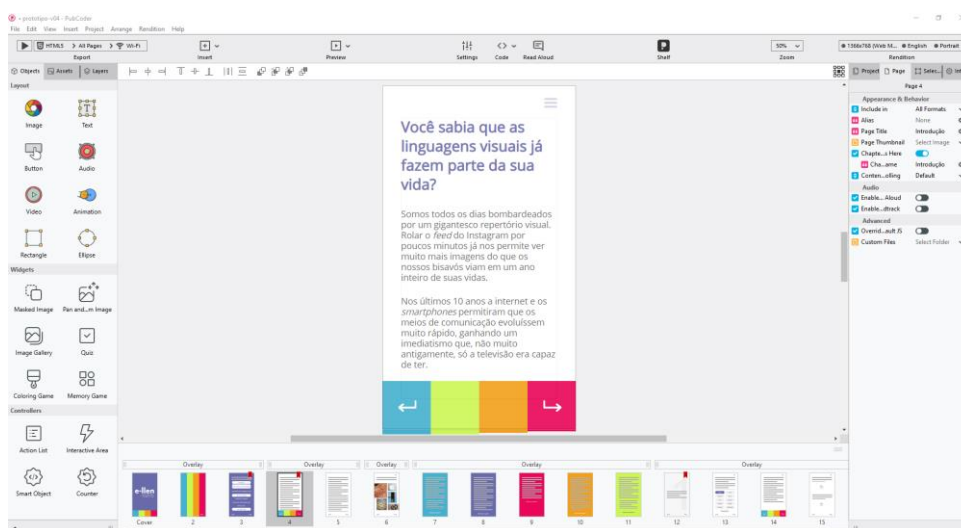 prototipo-v04 - PubCoder
File Edit View Insert Project Arrange Rendition Help
HTML5 > All Pages > Wi-Fi
Export
Insert
Preview
Settings Code Read Aloud
Shelf
50%
Zoom
1366x768 (Web M... English Portrait
Rendition
Objects Assets Layers
Project Page Selec...
Layout
Image Text
Button Audio
Video Animation
Rectangle Ellipse
Widgets
Masked Image Pan and...m Image
Image Gallery Quiz
Coloring Game Memory Game
Controllers
Action List Interactive Area
Smart Object Counter
Você sabia que as
linguagens visuais já
fazem parte da sua
vida?
Somos todos os dias bombardeados
por um gigantesco repertório visual.
Rolar o feed do Instagram por
poucos minutos já nos permite ver
muito mais imagens do que os
nossos bisavós viam em um ano
inteiro de suas vidas.
Nos últimos 10 anos a internet e os
smartphones permitiram que os
meios de comunicação evoluíssem
muito rápido, ganhando um
imediatismo que, não muito
antigamente, só a televisão era capaz
de ter.
Page 4
Appearance & Behavior
Include in All Formats
Alias None
Page Title Introdução
Page Thumbnail Select Image
Chapte...s Here
Cha...ame Introdução
Conten...olling Default
Audio
Enable... Aloud
Enable...dtrack
Advanced
Overrid...ault JS
Custom Files Select Folder
Overlay Overlay Overlay Overlay Overlay
e-llen
Cover 2 3 4 5 6 7 8 9 10 11 12 13 14 15